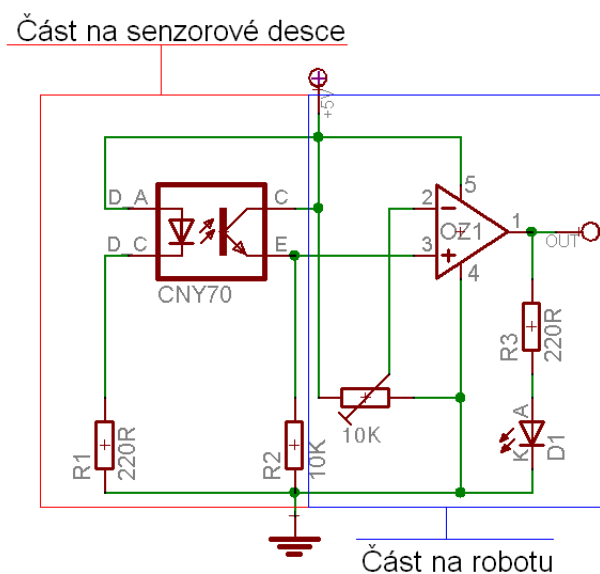 Část na senzorové desce
+5V
D_A
C
D_C
E
CNY70
2
3
5
OZ1
1
4
OUT
R3
220R
10K
A
K
D1
R1
220R
R2
10K
Část na robotu